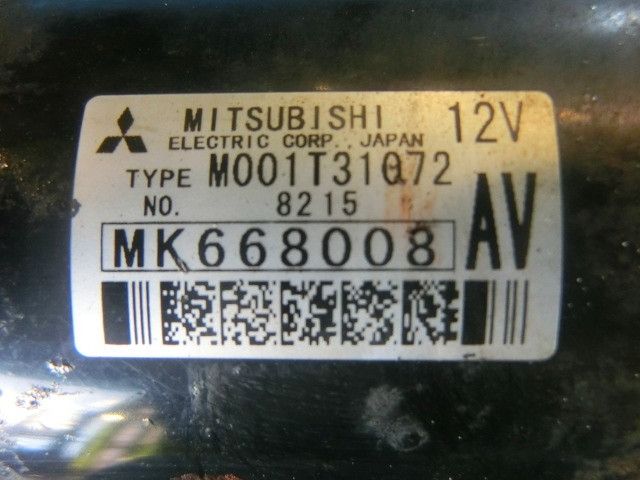 MITSUBISHI 12V
ELECTRIC CORP., JAPAN
TYPE M001T31072
NO. 8215
MK668008 AV